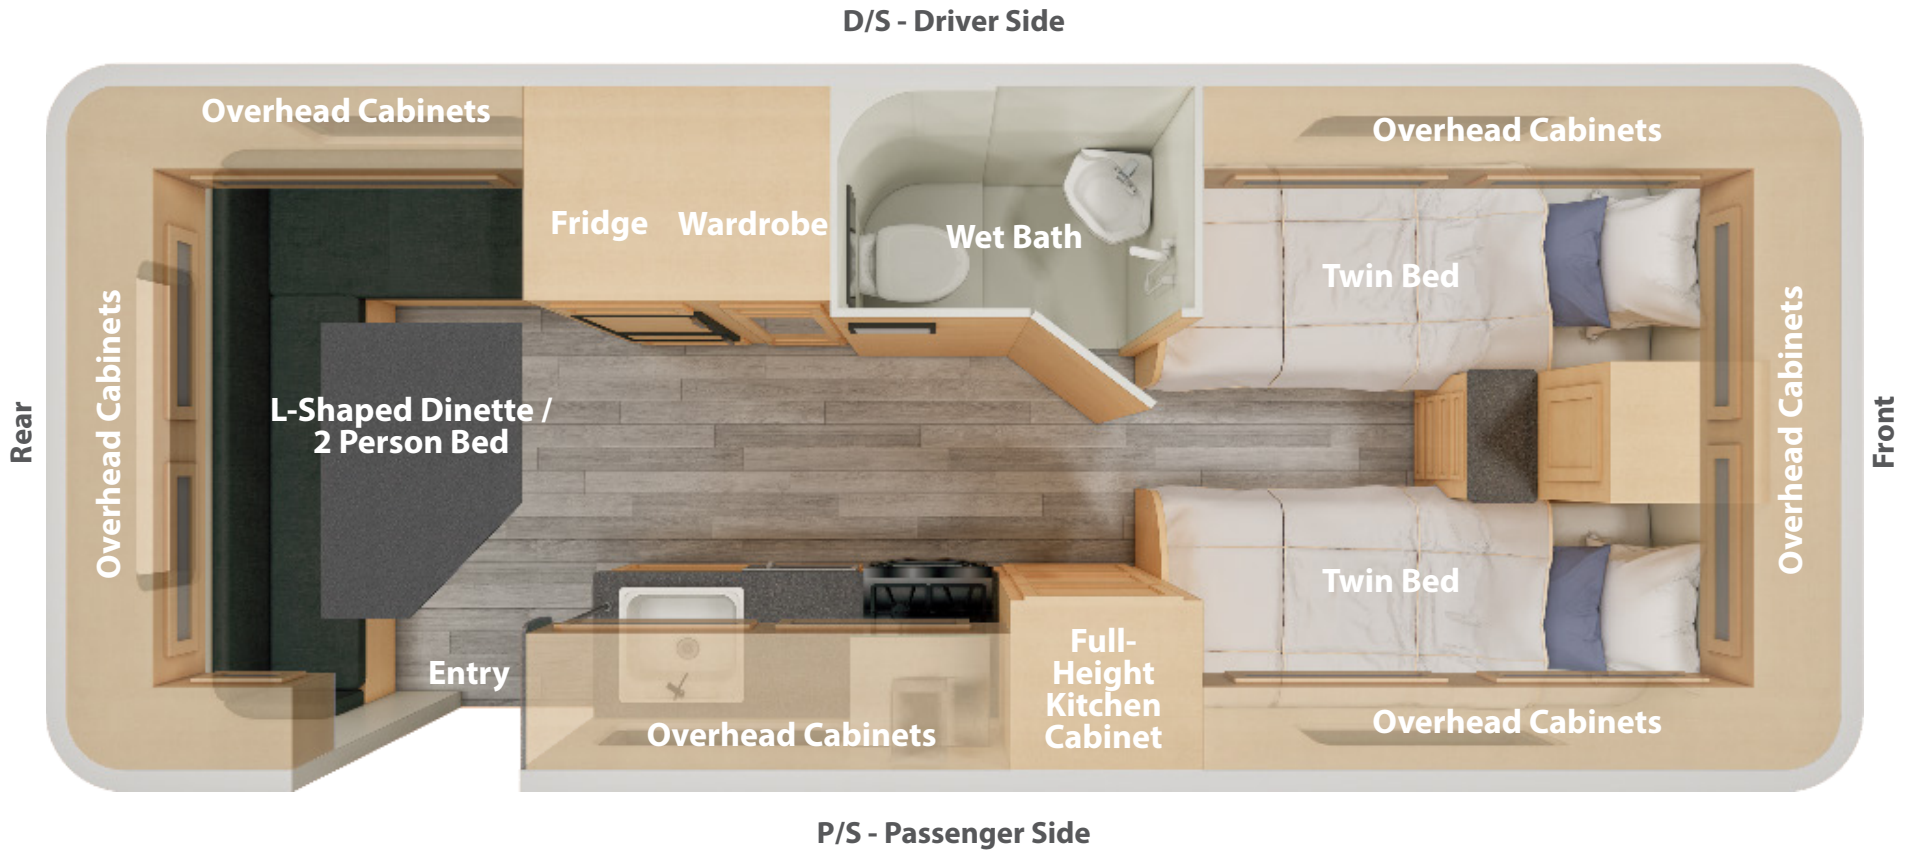 D/S - Driver Side
Overhead Cabinets
Overhead Cabinets
Fridge
Wardrobe
Wet Bath
Twin Bed
Overhead Cabinets
L-Shaped Dinette /
2 Person Bed
Rear
Front
Overhead Cabinets
Twin Bed
Entry
Full-
Height
Kitchen
Cabinet
Overhead Cabinets
Overhead Cabinets
P/S - Passenger Side